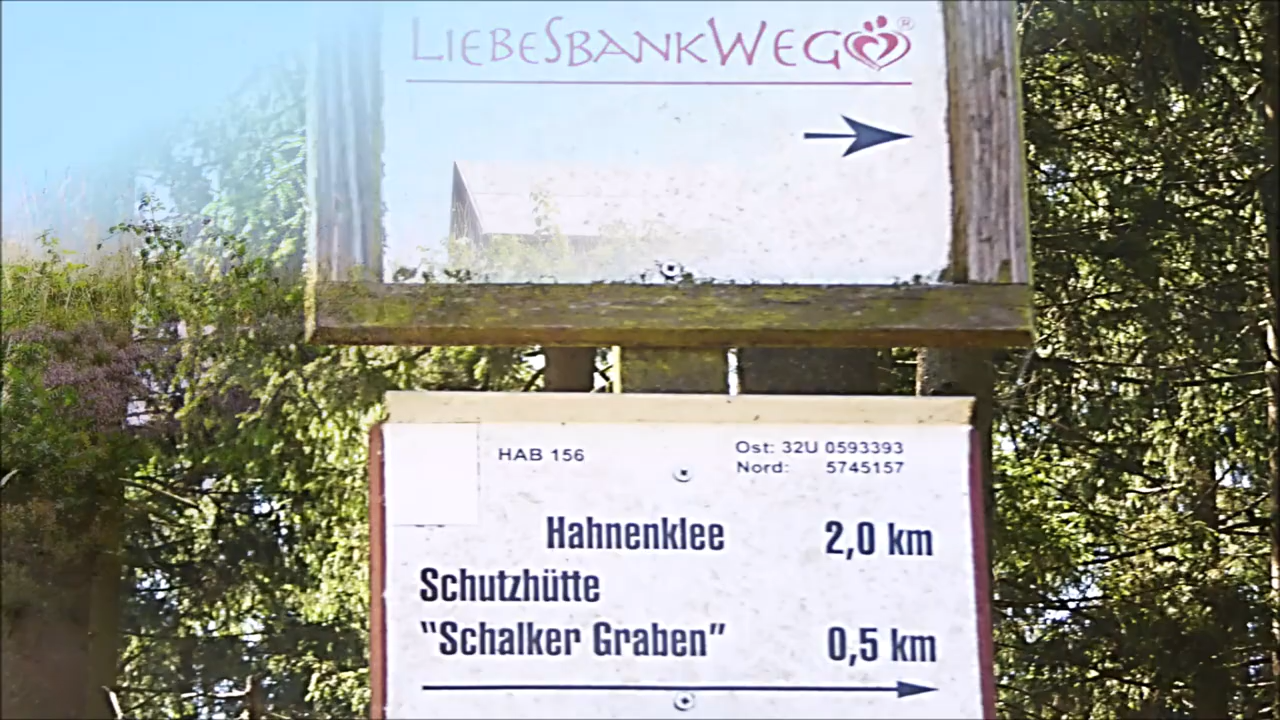 LIEBESBANKWEG ®
HAB 156
Ost: 32U 0593393
Nord: 5745157
Hahnenklee 2,0 km
Schutzhütte
"Schalker Graben" 0,5 km